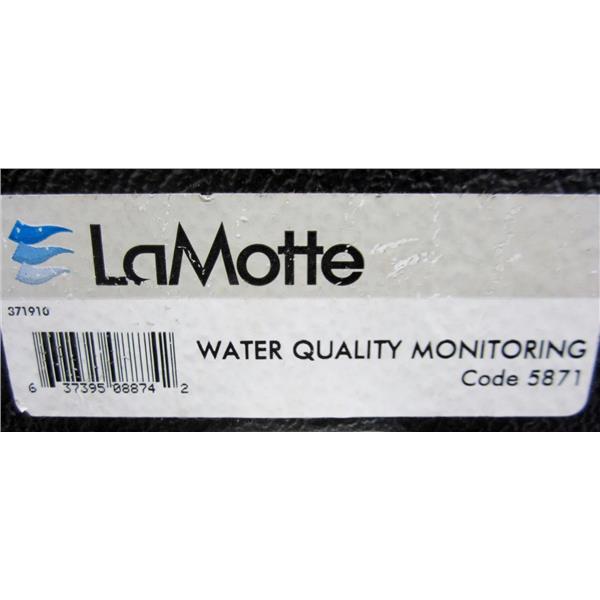 LaMotte
371910
6 37395 08874 2
WATER QUALITY MONITORING
Code 5871